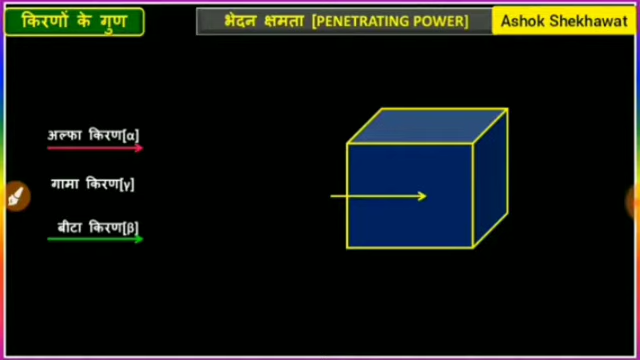 किरणों के गुण
भेदन क्षमता [PENETRATING POWER]
Ashok Shekhawat
अल्फा किरण[α]
गामा किरण[γ]
बीटा किरण[β]